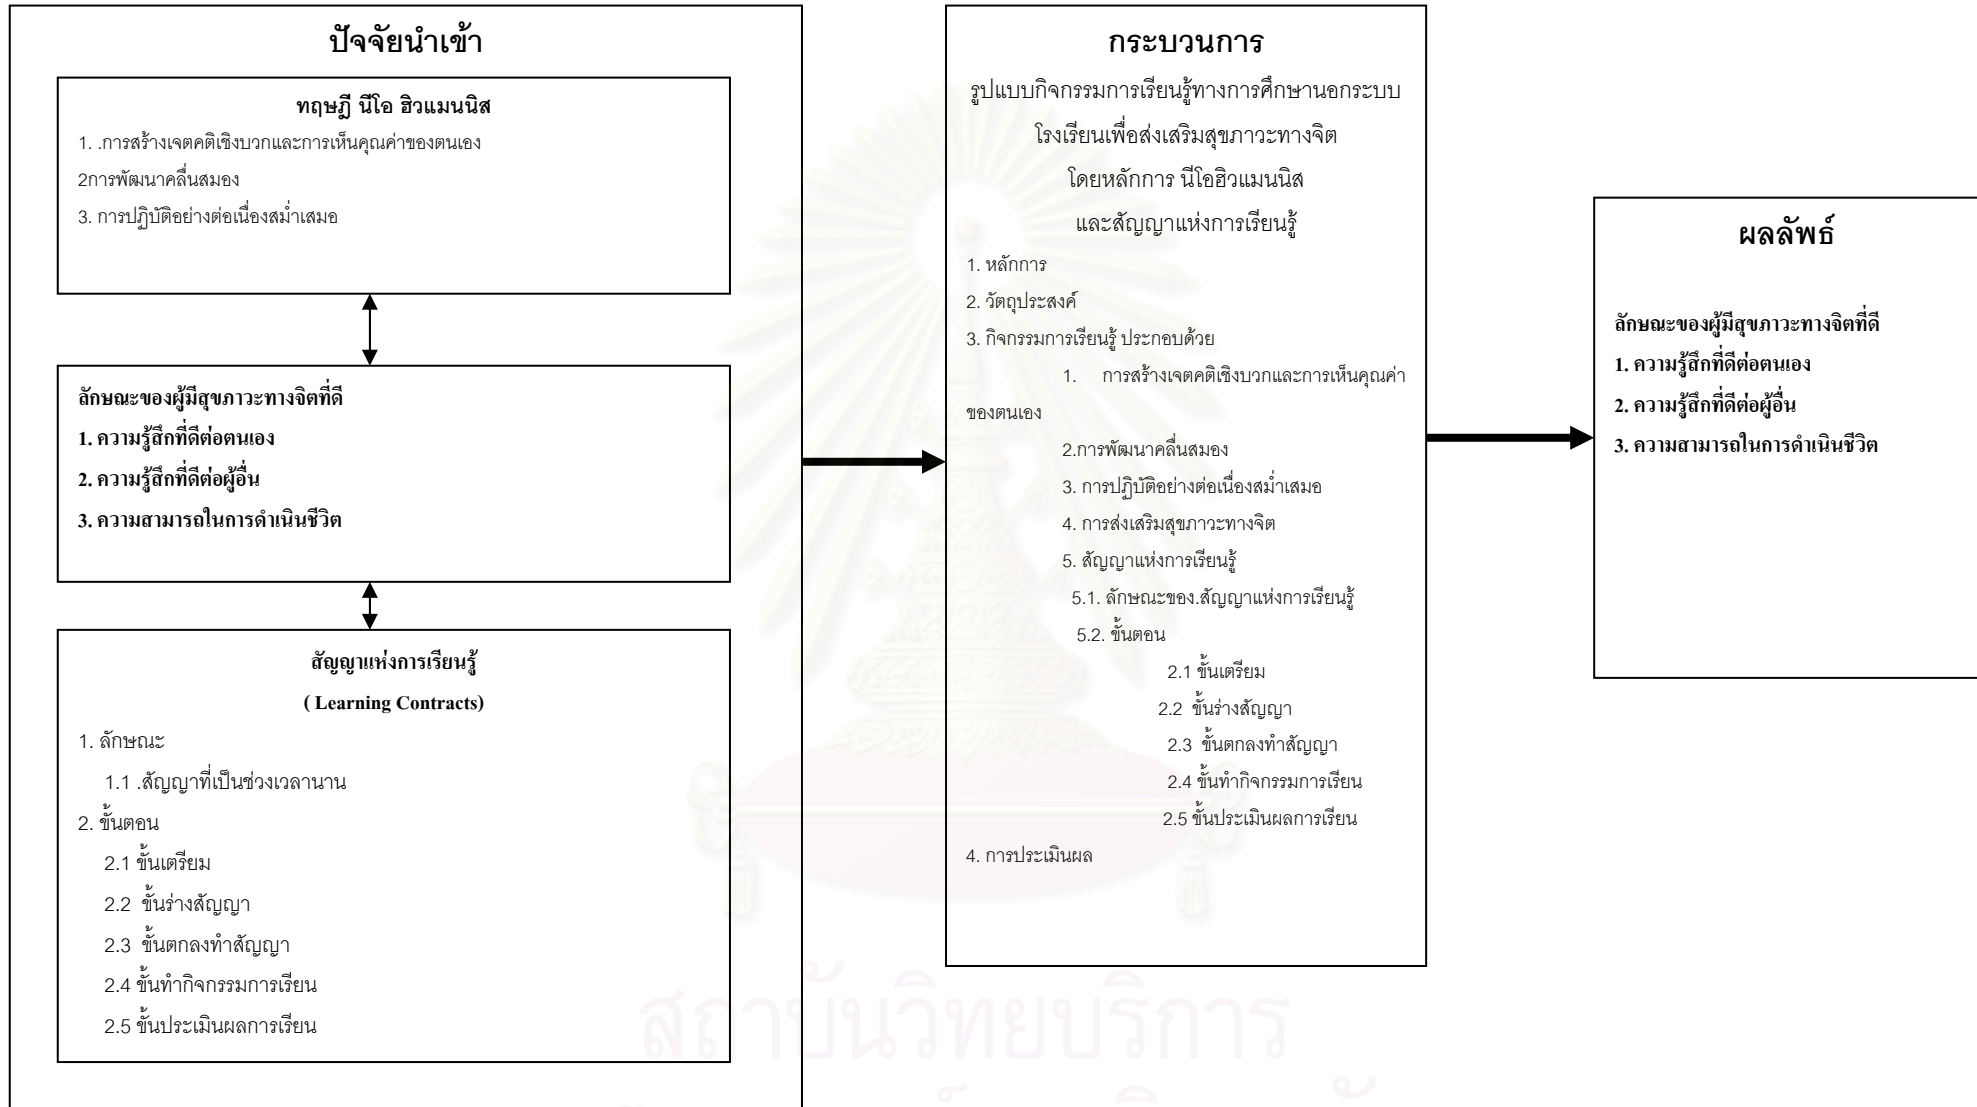 ปัจจัยนำเข้า
ทฤษฎี นีโอ ฮิวแมนนิส
1. .การสร้างเจตคติเชิงบวกและการเห็นคุณค่าของตนเอง
2การพัฒนาคลื่นสมอง
3. การปฏิบัติอย่างต่อเนื่องสม่ำเสมอ
ลักษณะของผู้มีสุขภาวะทางจิตที่ดี
1. ความรู้สึกที่ดีต่อตนเอง
2. ความรู้สึกที่ดีต่อผู้อื่น
3. ความสามารถในการดำเนินชีวิต
สัญญาแห่งการเรียนรู้
( Learning Contracts)
1. ลักษณะ
1.1 .สัญญาที่เป็นช่วงเวลานาน
2. ขั้นตอน
2.1 ขั้นเตรียม
2.2 ขั้นร่างสัญญา
2.3 ขั้นตกลงทำสัญญา
2.4 ขั้นทำกิจกรรมการเรียน
2.5 ขั้นประเมินผลการเรียน
กระบวนการ
รูปแบบกิจกรรมการเรียนรู้ทางการศึกษานอกระบบ
โรงเรียนเพื่อส่งเสริมสุขภาวะทางจิต
โดยหลักการ นีโอฮิวแมนนิส
และสัญญาแห่งการเรียนรู้
1. หลักการ
2. วัตถุประสงค์
3. กิจกรรมการเรียนรู้ ประกอบด้วย
1. การสร้างเจตคติเชิงบวกและการเห็นคุณค่า
ของตนเอง
2.การพัฒนาคลื่นสมอง
3. การปฏิบัติอย่างต่อเนื่องสม่ำเสมอ
4. การส่งเสริมสุขภาวะทางจิต
5. สัญญาแห่งการเรียนรู้
5.1. ลักษณะของ.สัญญาแห่งการเรียนรู้
5.2. ขั้นตอน
2.1 ขั้นเตรียม
2.2 ขั้นร่างสัญญา
2.3 ขั้นตกลงทำสัญญา
2.4 ขั้นทำกิจกรรมการเรียน
2.5 ขั้นประเมินผลการเรียน
4. การประเมินผล
ผลลัพธ์
ลักษณะของผู้มีสุขภาวะทางจิตที่ดี
1. ความรู้สึกที่ดีต่อตนเอง
2. ความรู้สึกที่ดีต่อผู้อื่น
3. ความสามารถในการดำเนินชีวิต
สถาบันวิทยบริการ